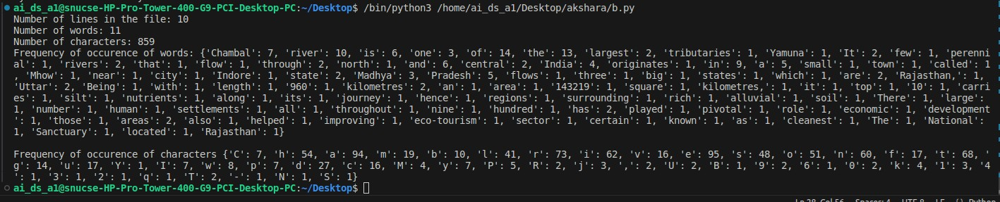 ai_ds_a1@snucse-HP-Pro-Tower-400-G9-PCI-Desktop-PC:~/Desktop$ /bin/python3 /home/ai_ds_a1/Desktop/akshara/b.py
Number of lines in the file: 10
Number of words: 11
Number of characters: 859
Frequency of occurence of words: {'Chambal': 7, 'river': 10, 'is': 6, 'one': 3, 'of': 14, 'the': 13, 'largest': 2, 'tributaries': 1, 'Yamuna': 1, 'It': 2, 'few': 1, 'perenni
al': 1, 'rivers': 2, 'that': 1, 'flow': 1, 'through': 2, 'north': 1, 'and': 6, 'central': 2, 'India': 4, 'originates': 1, 'in': 9, 'a': 5, 'small': 1, 'town': 1, 'called': 1
, 'Mhow': 1, 'near': 1, 'city': 1, 'Indore': 1, 'state': 2, 'Madhya': 3, 'Pradesh': 5, 'flows': 1, 'three': 1, 'big': 1, 'states': 1, 'which': 1, 'are': 2, 'Rajasthan,': 1,
'Uttar': 2, 'Being': 1, 'with': 1, 'length': 1, '960': 1, 'kilometres': 2, 'an': 1, 'area': 1, '143219': 1, 'square': 1, 'kilometres,': 1, 'it': 1, 'top': 1, '10': 1, 'carri
es': 1, 'silt': 1, 'nutrients': 1, 'along': 1, 'its': 1, 'journey': 1, 'hence': 1, 'regions': 1, 'surrounding': 1, 'rich': 1, 'alluvial': 1, 'soil': 1, 'There': 1, 'large':
1, 'number': 1, 'human': 1, 'settlements': 1, 'all': 1, 'throughout': 1, 'nine': 1, 'hundred': 1, 'has': 2, 'played': 1, 'pivotal': 1, 'role': 1, 'economic': 1, 'development
': 1, 'those': 1, 'areas': 2, 'also': 1, 'helped': 1, 'improving': 1, 'eco-tourism': 1, 'sector': 1, 'certain': 1, 'known': 1, 'as': 1, 'cleanest': 1, 'The': 1, 'National':
1, 'Sanctuary': 1, 'located': 1, 'Rajasthan': 1}
Frequency of occurence of characters {'C': 7, 'h': 54, 'a': 94, 'm': 19, 'b': 10, 'l': 41, 'r': 73, 'i': 62, 'v': 16, 'e': 95, 's': 48, 'o': 51, 'n': 60, 'f': 17, 't': 68, '
g': 14, 'u': 17, 'Y': 1, 'I': 7, 'w': 8, 'p': 7, 'd': 27, 'c': 16, 'M': 4, 'y': 7, 'P': 5, 'R': 2, 'j': 3, ',': 2, 'U': 2, 'B': 1, '9': 2, '6': 1, '0': 2, 'k': 4, '1': 3, '4
': 1, '3': 1, '2': 1, 'q': 1, 'T': 2, '-': 1, 'N': 1, 'S': 1}
ai_ds_a1@snucse-HP-Pro-Tower-400-G9-PCI-Desktop-PC:~/Desktop$